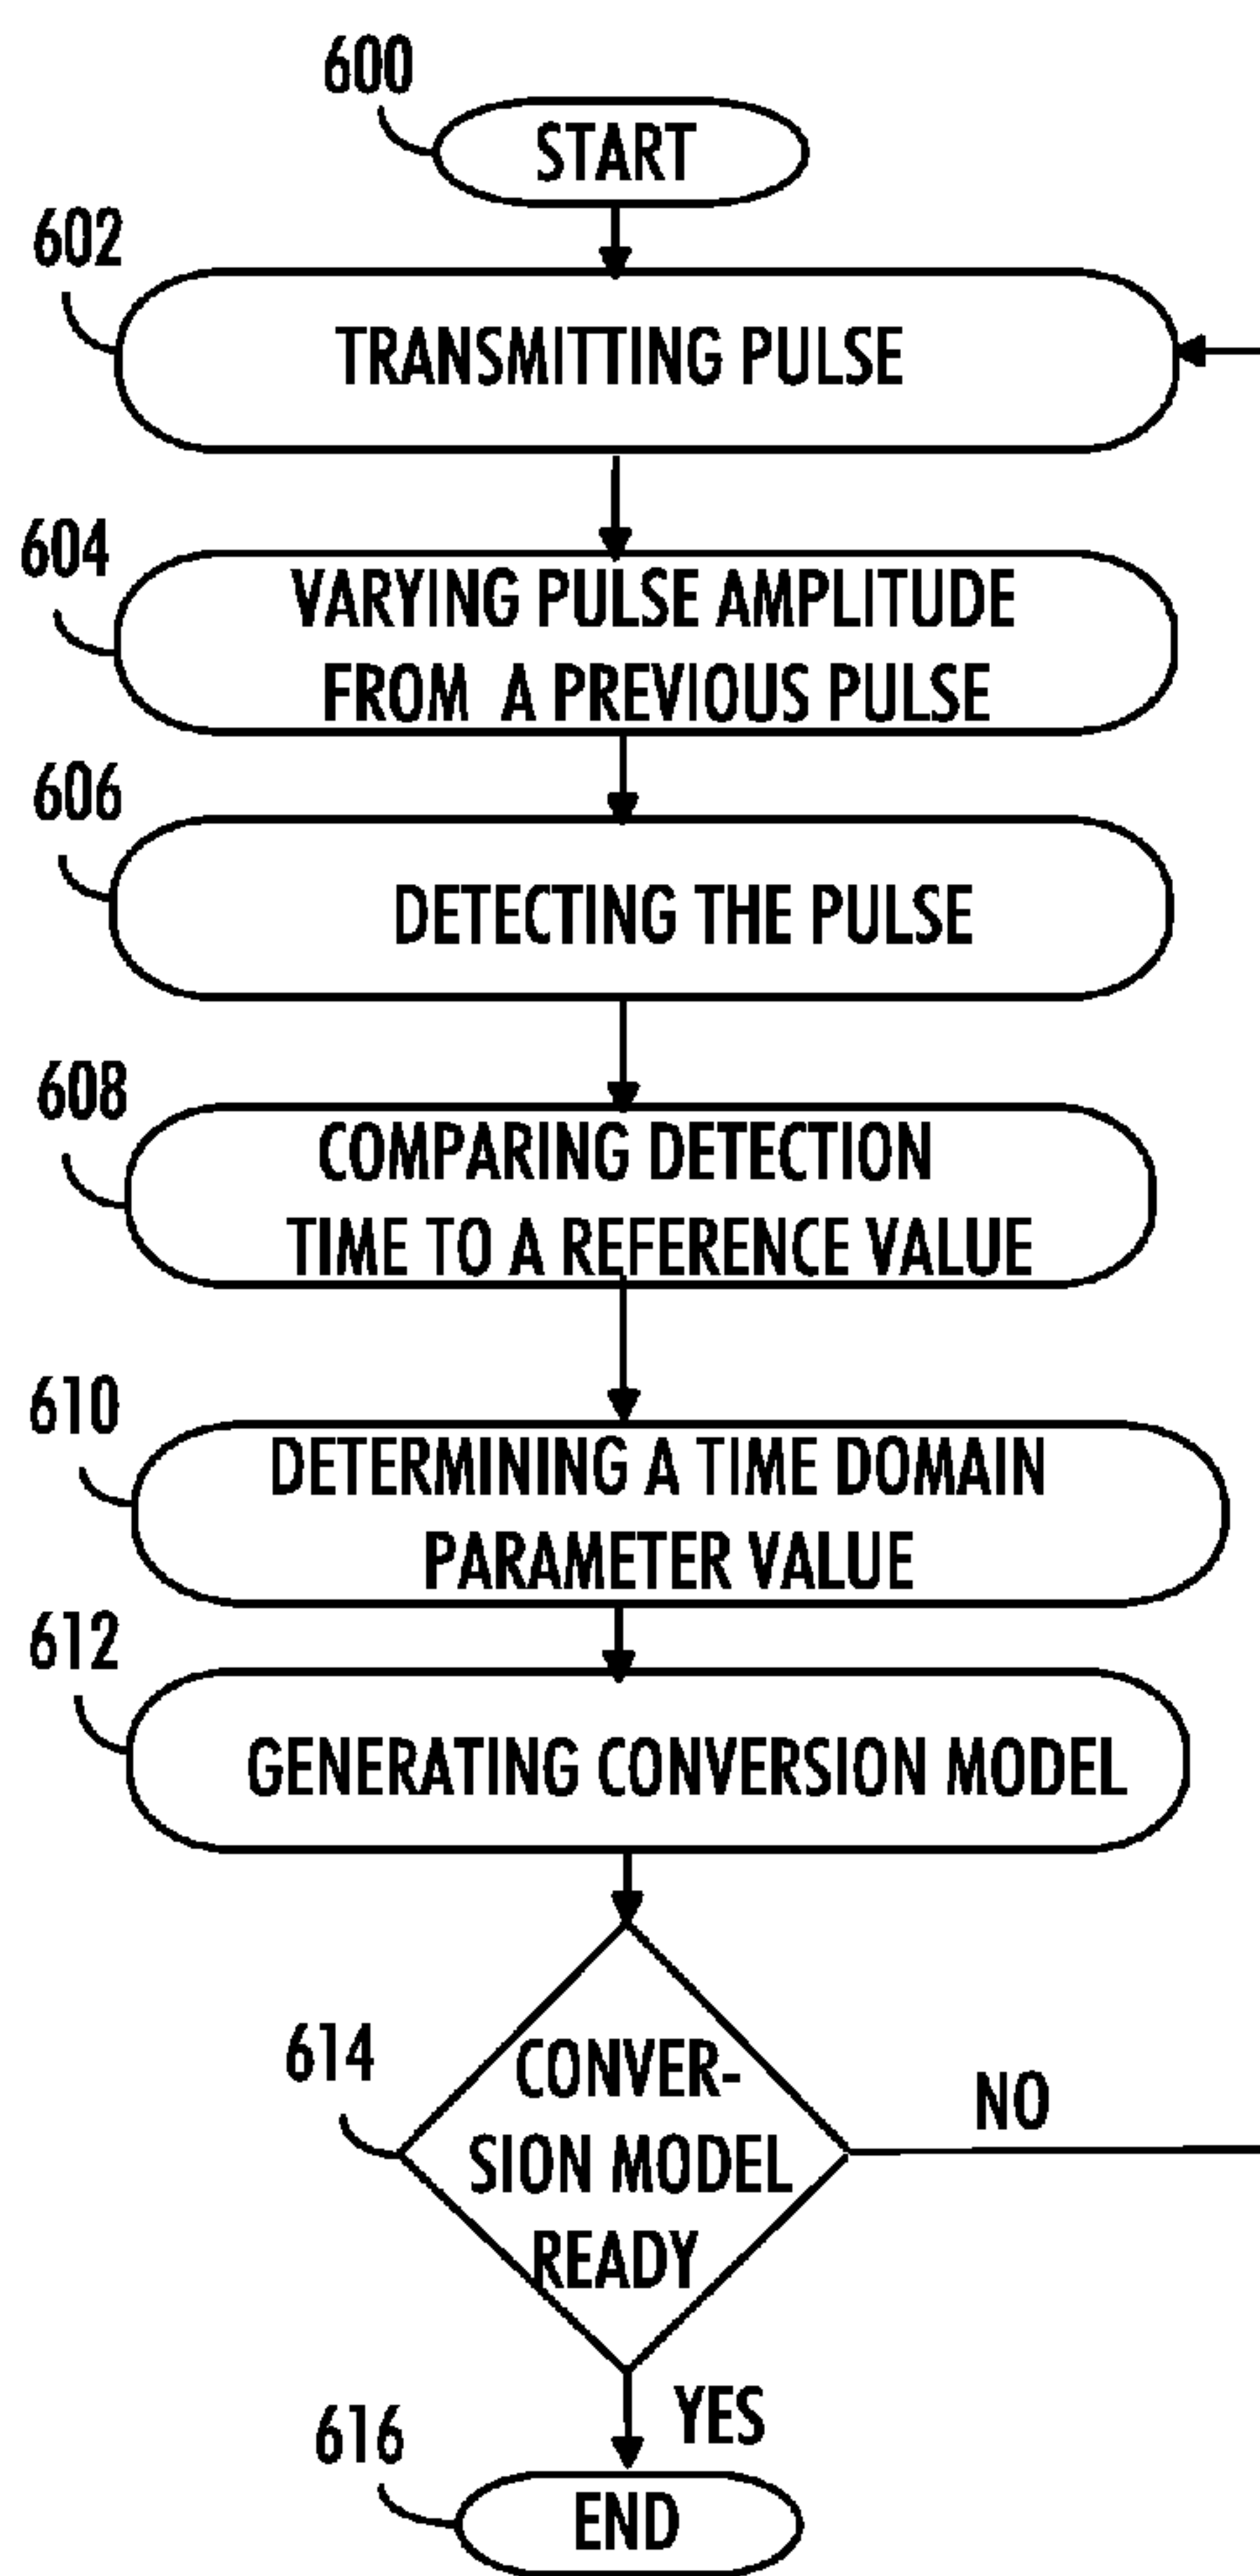 600
START
602
TRANSMITTING PULSE
604
VARYING PULSE AMPLITUDE
FROM A PREVIOUS PULSE
606
DETECTING THE PULSE
608
COMPARING DETECTION
TIME TO A REFERENCE VALUE
610
DETERMINING A TIME DOMAIN
PARAMETER VALUE
612
GENERATING CONVERSION MODEL
614
CONVER-
SION MODEL
READY
NO
YES
616
END